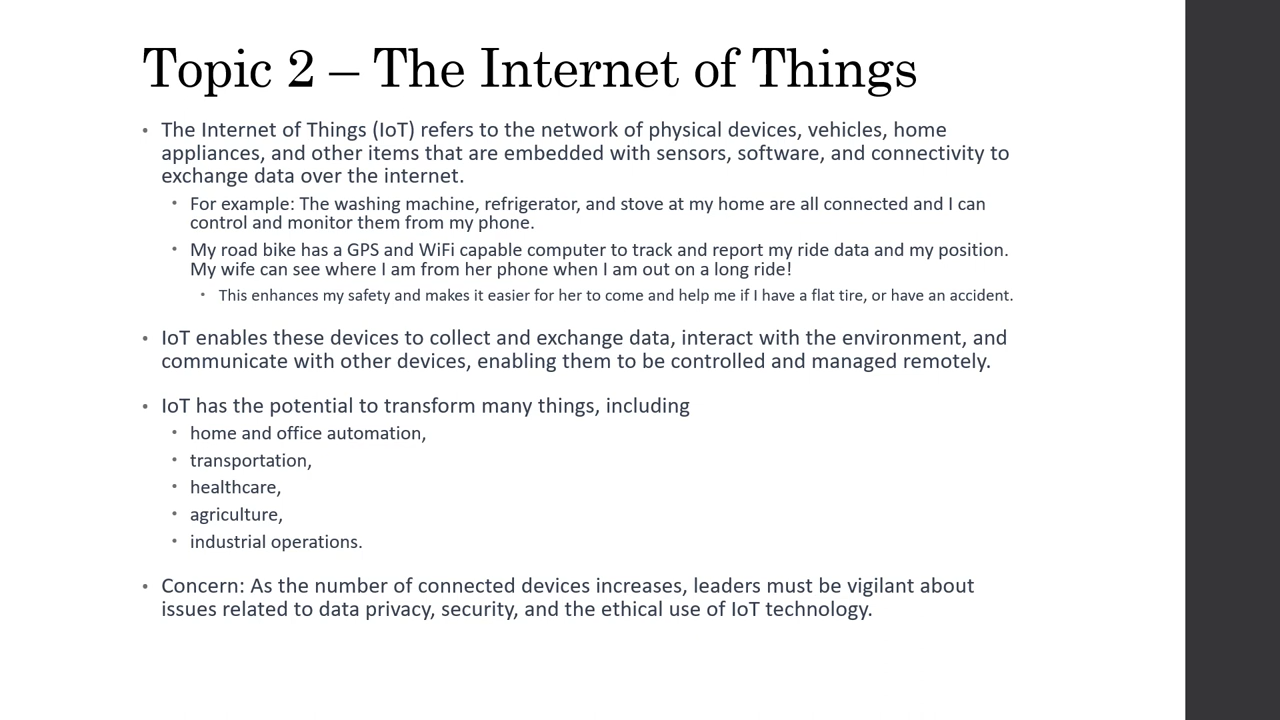 Topic 2 – The Internet of Things
• The Internet of Things (IoT) refers to the network of physical devices, vehicles, home
appliances, and other items that are embedded with sensors, software, and connectivity to
exchange data over the internet.
• For example: The washing machine, refrigerator, and stove at my home are all connected and I can
control and monitor them from my phone.
• My road bike has a GPS and WiFi capable computer to track and report my ride data and my position.
My wife can see where I am from her phone when I am out on a long ride!
• This enhances my safety and makes it easier for her to come and help me if I have a flat tire, or have an accident.
• IoT enables these devices to collect and exchange data, interact with the environment, and
communicate with other devices, enabling them to be controlled and managed remotely.
• IoT has the potential to transform many things, including
• home and office automation,
• transportation,
• healthcare,
• agriculture,
• industrial operations.
• Concern: As the number of connected devices increases, leaders must be vigilant about
issues related to data privacy, security, and the ethical use of IoT technology.